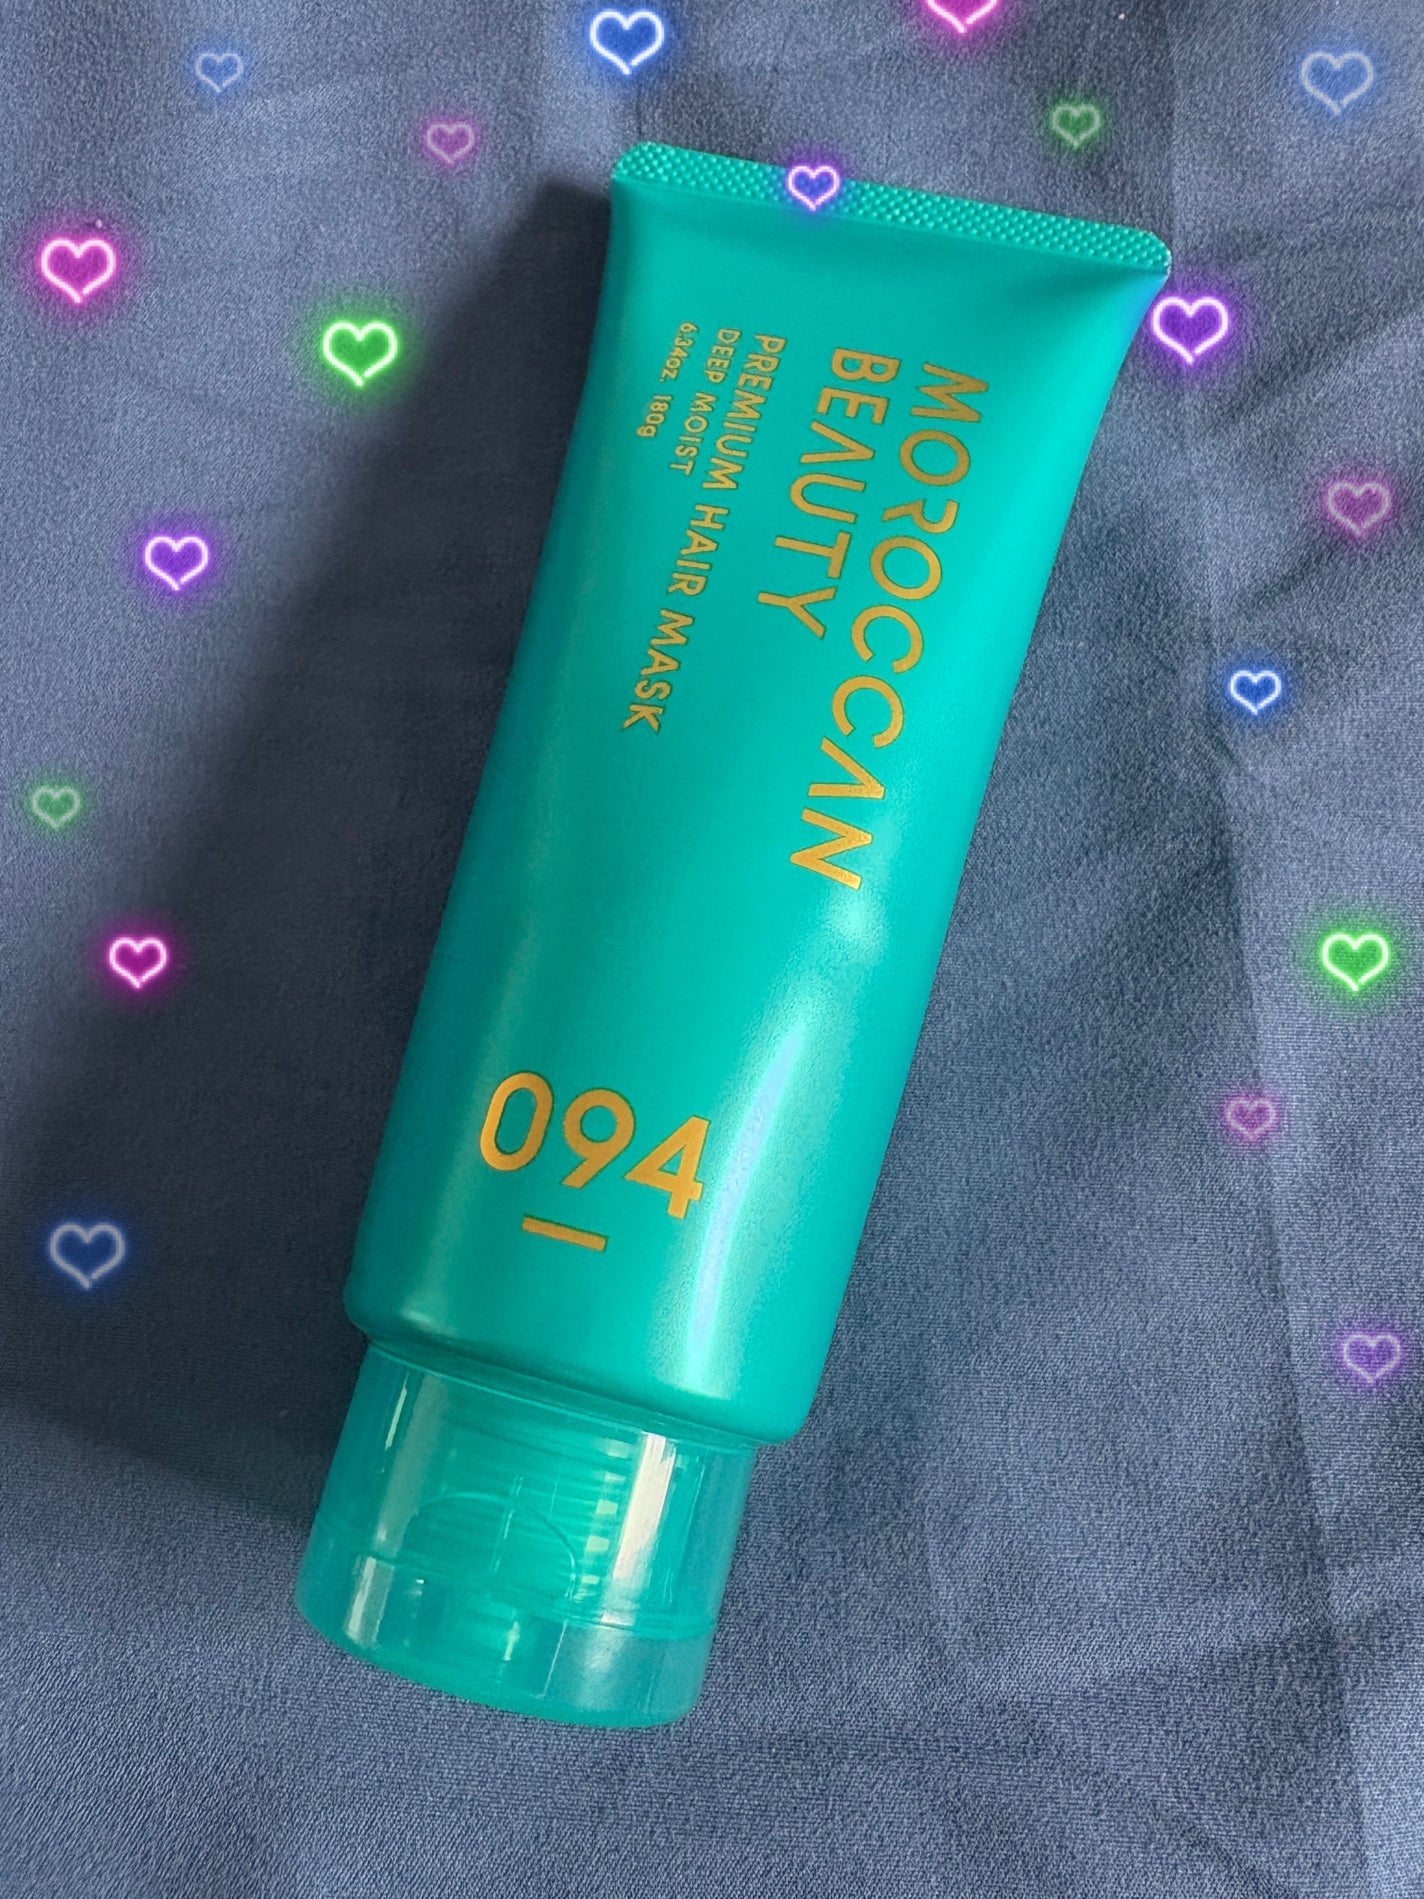 MOROCCAN
BEAUTY
PREMIUM HAIR MASK
DEEP MOIST
6.34oz. 180g
094